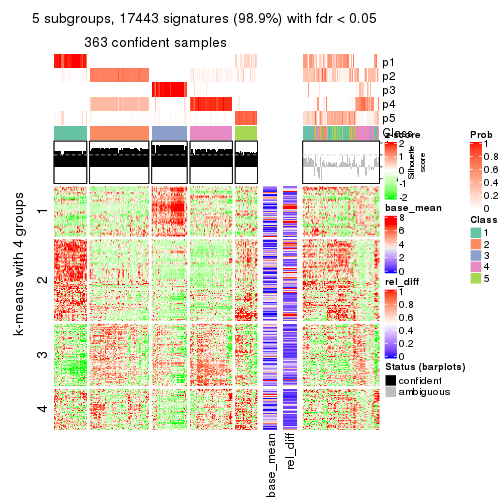 5 subgroups, 17443 signatures (98.9%) with fdr < 0.05
363 confident samples
p1
p2
p3
p4
p5
Class
k-means with 4 groups
1
2
3
4
Silhouette
score
z-score
2
1
0
-1
-2
base_mean
8
6
4
2
0
rel_diff
1
0.8
0.6
0.4
0.2
0
Status (barplots)
confident
ambiguous
Prob
1
0.8
0.6
0.4
0.2
0
Class
1
2
3
4
5
base_mean
rel_diff